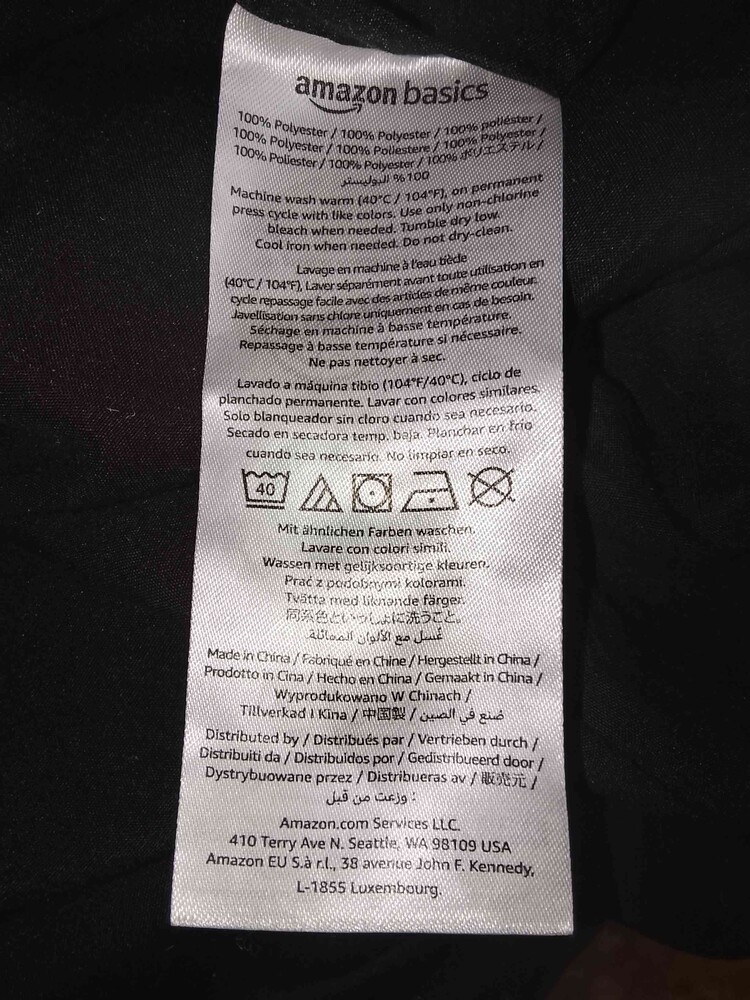 amazon basics
100% Polyester / 100% Polyester / 100% poliéster /
100% Polyester / 100% Poliestere / 100% Polyester /
100% Poliester / 100% Polyester / 100% ポリエステル /
100% البوليستر
Machine wash warm (40°C / 104°F), on permanent
press cycle with like colors. Use only non-chlorine
bleach when needed. Tumble dry low.
Cool iron when needed. Do not dry-clean.
Lavage en machine à l'eau tiède
(40°C / 104°F), Laver séparément avant toute utilisation en
cycle repassage facile avec des articles de même couleur.
Javellisation sans chlore uniquement en cas de besoin.
Séchage en machine à basse température.
Repassage à basse température si nécessaire.
Ne pas nettoyer à sec.
Lavado a máquina tibio (104°F/40°C), ciclo de
planchado permanente. Lavar con colores similares.
Solo blanqueador sin cloro cuando sea necesario.
Secado en secadora temp. baja. Planchar en frío
cuando sea necesario. No limpiar en seco.
40
Mit ähnlichen Farben waschen.
Lavare con colori simili.
Wassen met gelijksoortige kleuren.
Prać z podobnymi kolorami.
Tvätta med liknande färger.
同系色といっしょに洗うこと。
غسل مع الألوان المماثلة.
Made in China / Fabriqué en Chine / Hergestellt in China /
Prodotto in Cina / Hecho en China / Gemaakt in China /
Wyprodukowano W Chinach /
Tillverkad I Kina / 中国製 / صنع في الصين
Distributed by / Distribués par / Vertrieben durch /
Distribuiti da / Distribuidos por / Gedistribueerd door /
Dystrybuowane przez / Distribueras av / 販売元 /
وزعت من قبل :
Amazon.com Services LLC.
410 Terry Ave N. Seattle, WA 98109 USA
Amazon EU S.à r.l., 38 avenue John F. Kennedy,
L-1855 Luxembourg.